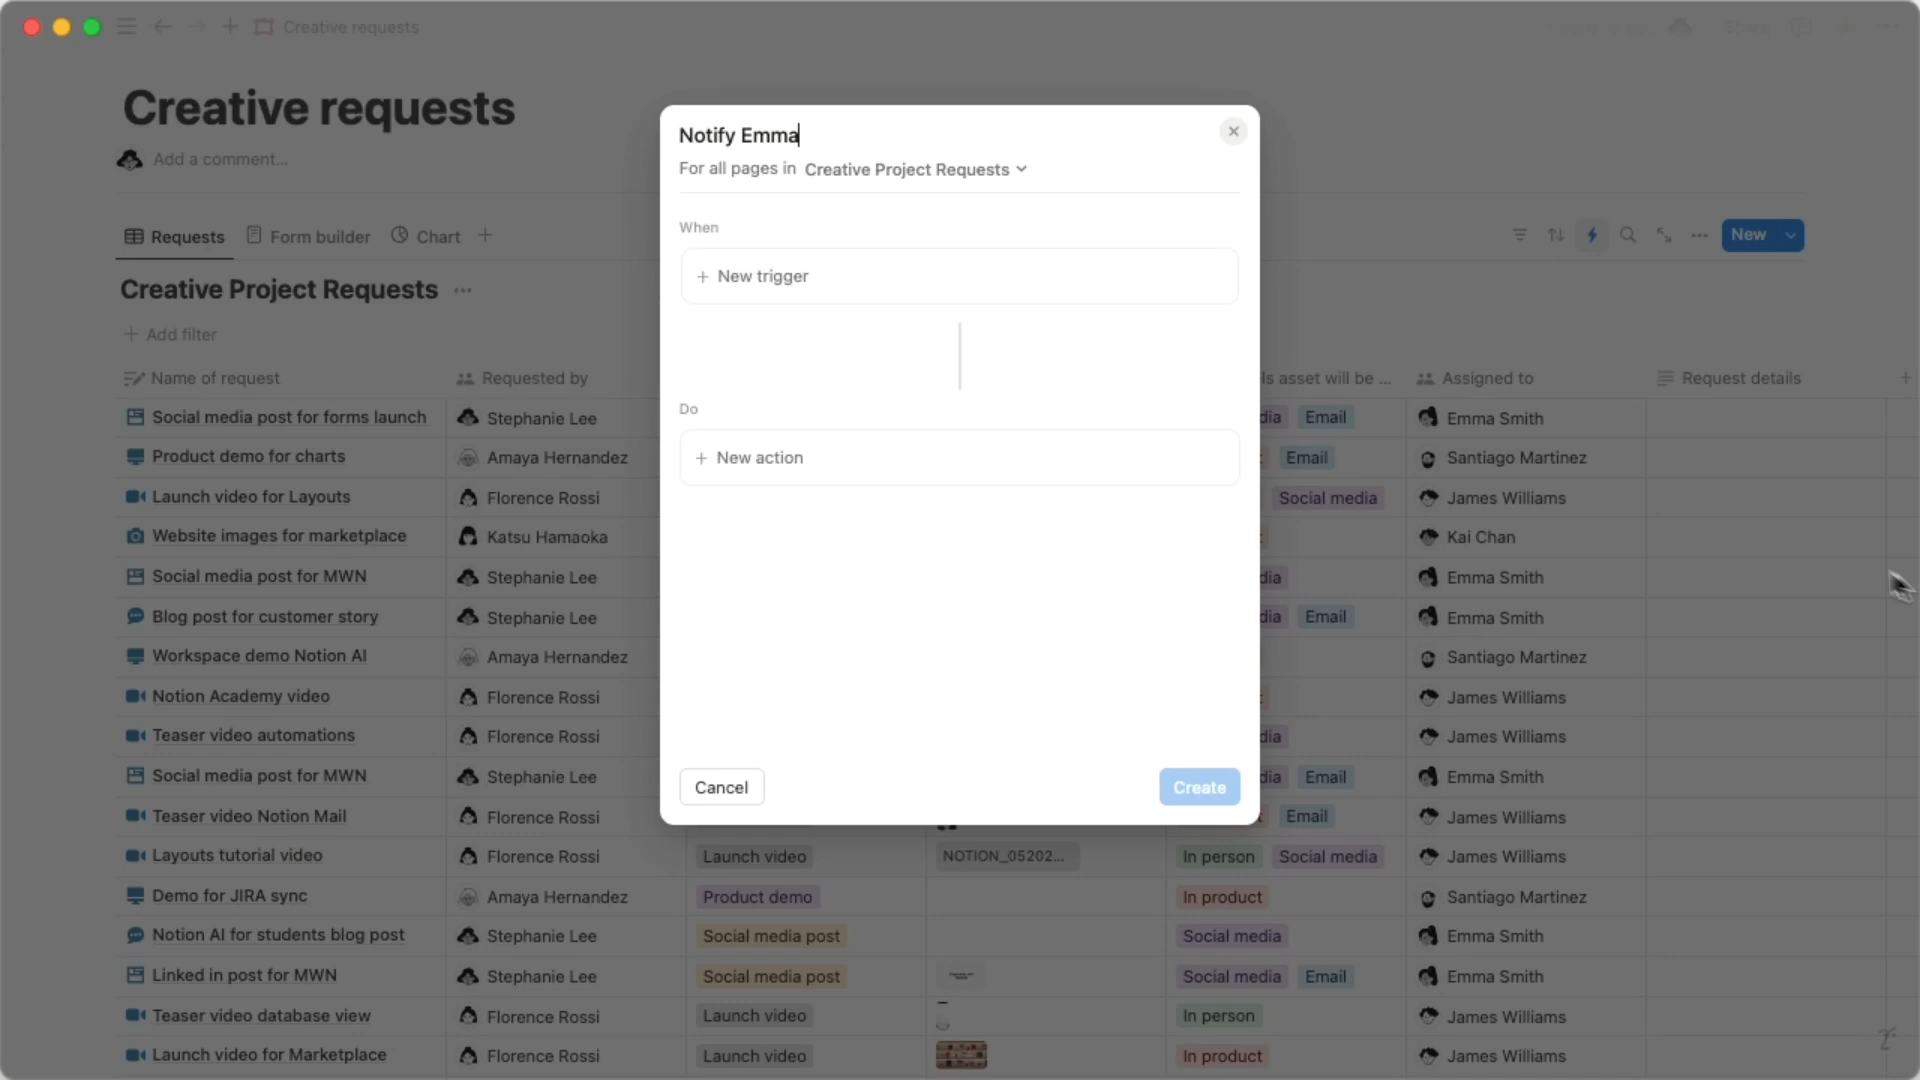 Creative requests
Share
Creative requests
Add a comment...
Requests
Form builder
Chart
New
Creative Project Requests
Add filter
Notify Emma
For all pages in Creative Project Requests
When
New trigger
Do
New action
Cancel
Create
Name of request Requested by ls asset will be ... Assigned to Request details
Social media post for forms launch Stephanie Lee dia Email Emma Smith
Product demo for charts Amaya Hernandez Email Santiago Martinez
Launch video for Layouts Florence Rossi Social media James Williams
Website images for marketplace Katsu Hamaoka Kai Chan
Social media post for MWN Stephanie Lee dia Emma Smith
Blog post for customer story Stephanie Lee dia Email Emma Smith
Workspace demo Notion AI Amaya Hernandez Santiago Martinez
Notion Academy video Florence Rossi James Williams
Teaser video automations Florence Rossi dia James Williams
Social media post for MWN Stephanie Lee dia Email Emma Smith
Teaser video Notion Mail Florence Rossi Email James Williams
Layouts tutorial video Florence Rossi Launch video NOTION_05202... In person Social media James Williams
Demo for JIRA sync Amaya Hernandez Product demo In product Santiago Martinez
Notion AI for students blog post Stephanie Lee Social media post Social media Emma Smith
Linked in post for MWN Stephanie Lee Social media post Social media Email Emma Smith
Teaser video database view Florence Rossi Launch video In person James Williams
Launch video for Marketplace Florence Rossi Launch video In product James Williams